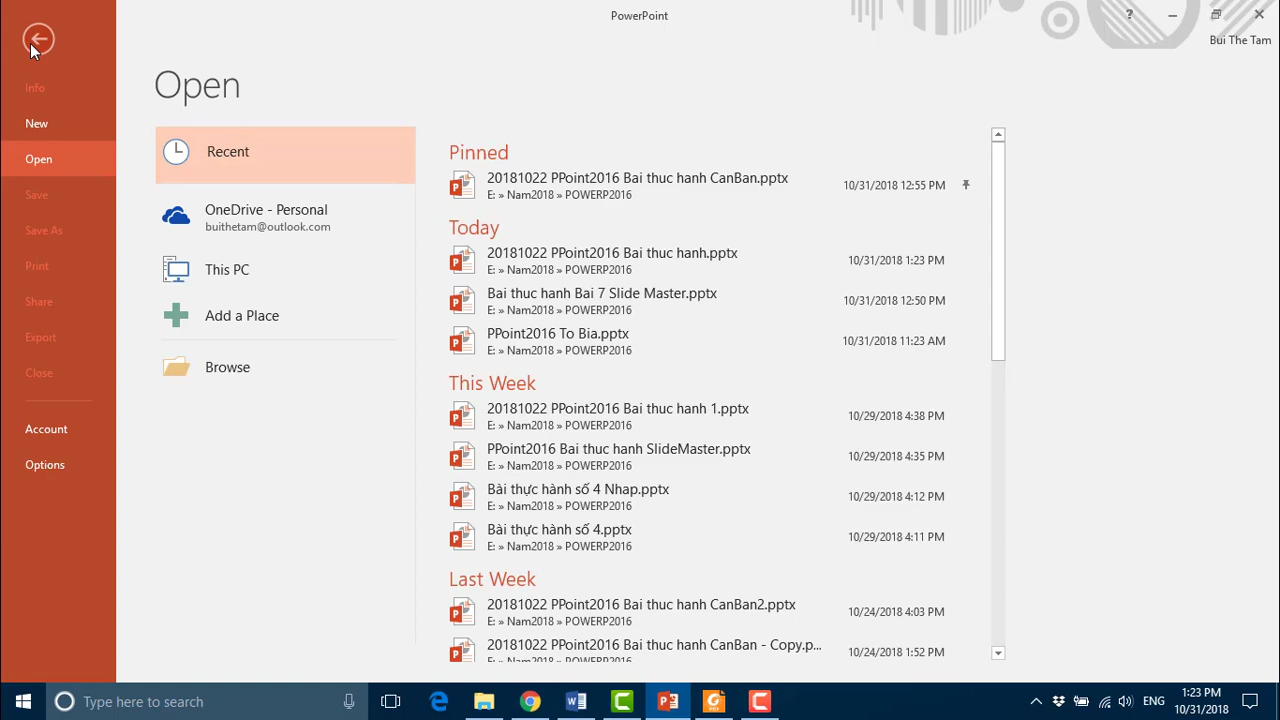 PowerPoint
?
Bui The Tam
Info
New
Open
Save
Save As
Print
Share
Export
Close
Account
Options
Open
Recent
OneDrive - Personal
buithetam@outlook.com
This PC
Add a Place
Browse
Pinned
20181022 PPoint2016 Bai thuc hanh CanBan.pptx 10/31/2018 12:55 PM
E: » Nam2018 » POWERP2016
Today
20181022 PPoint2016 Bai thuc hanh.pptx 10/31/2018 1:23 PM
E: » Nam2018 » POWERP2016
Bai thuc hanh Bai 7 Slide Master.pptx 10/31/2018 12:50 PM
E: » Nam2018 » POWERP2016
PPoint2016 To Bia.pptx 10/31/2018 11:23 AM
E: » Nam2018 » POWERP2016
This Week
20181022 PPoint2016 Bai thuc hanh 1.pptx 10/29/2018 4:38 PM
E: » Nam2018 » POWERP2016
PPoint2016 Bai thuc hanh SlideMaster.pptx 10/29/2018 4:35 PM
E: » Nam2018 » POWERP2016
Bài thực hành số 4 Nhap.pptx 10/29/2018 4:12 PM
E: » Nam2018 » POWERP2016
Bài thực hành số 4.pptx 10/29/2018 4:11 PM
E: » Nam2018 » POWERP2016
Last Week
20181022 PPoint2016 Bai thuc hanh CanBan2.pptx 10/24/2018 4:03 PM
E: » Nam2018 » POWERP2016
20181022 PPoint2016 Bai thuc hanh CanBan - Copy.p... 10/24/2018 1:52 PM
Type here to search
ENG
1:23 PM
10/31/2018